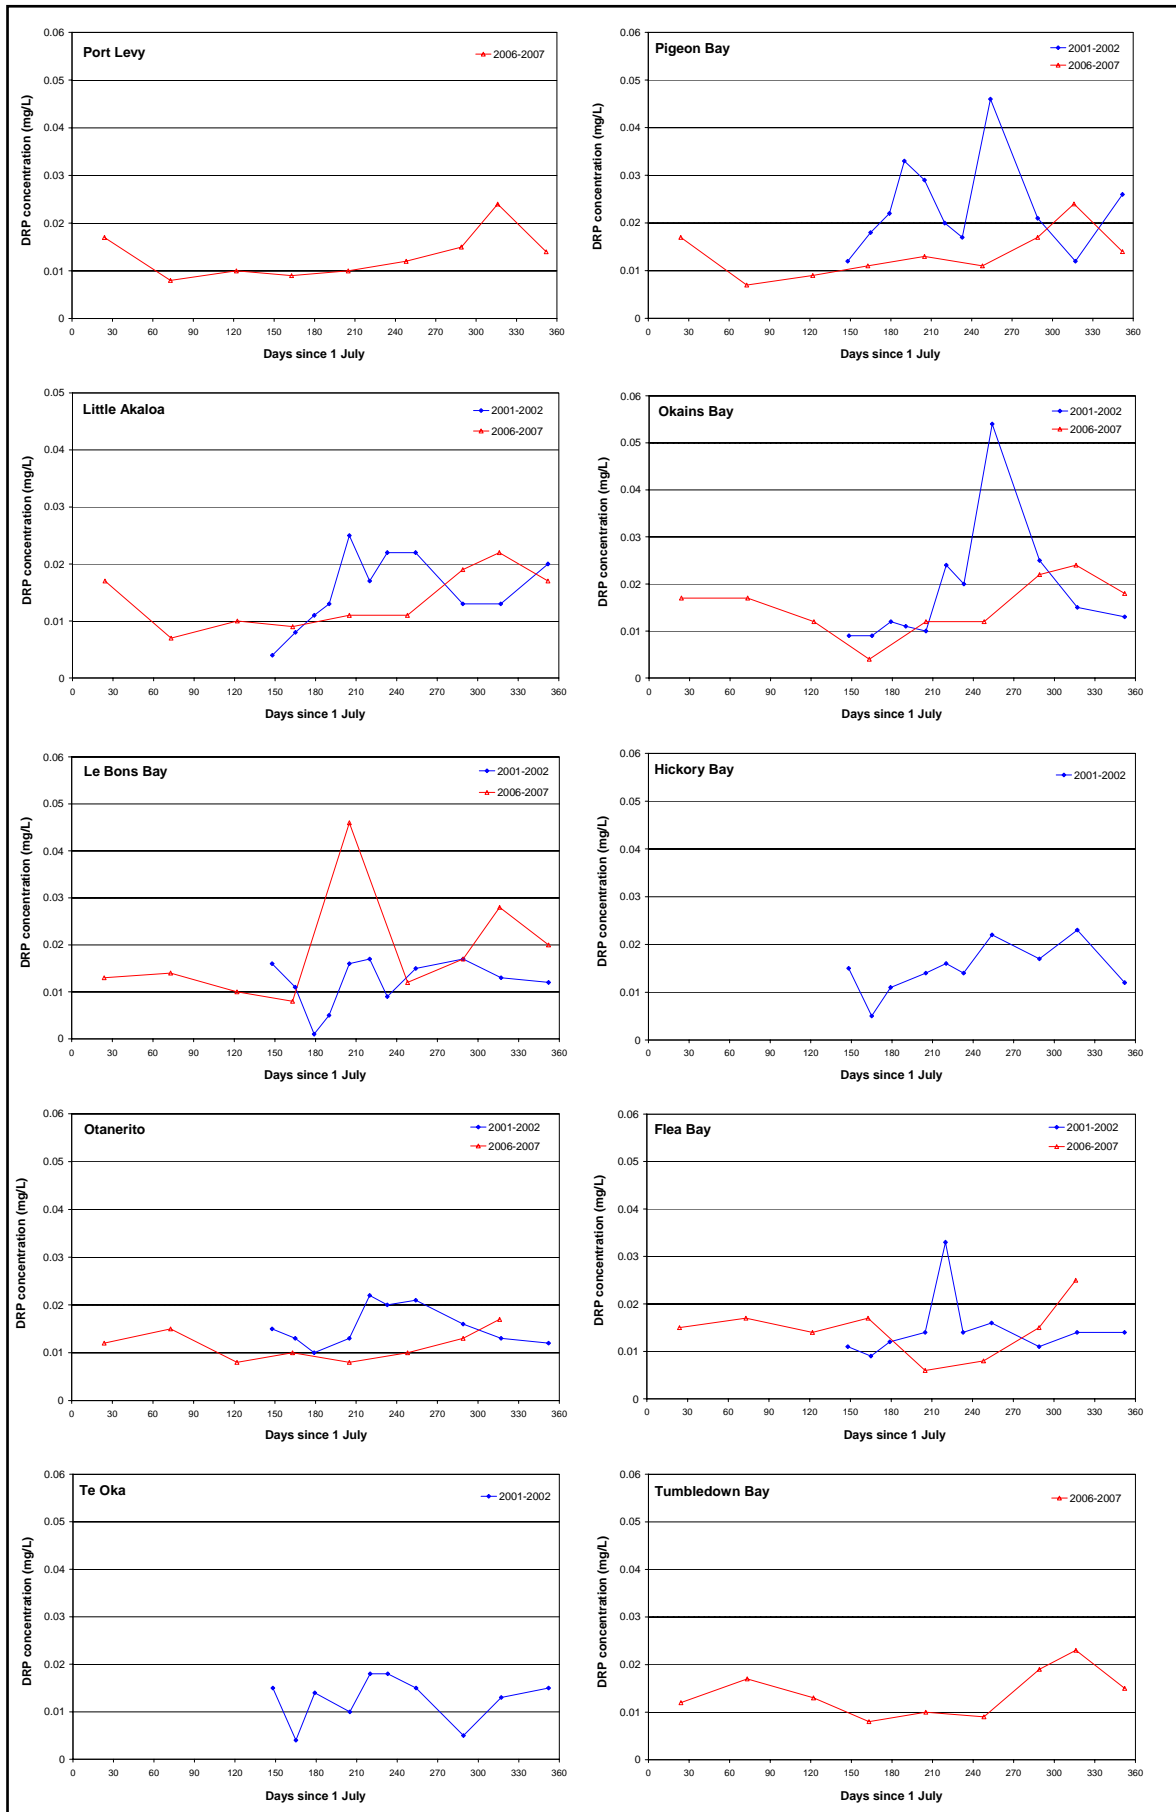 Port Levy
2006-2007
DRP concentration (mg/L)
0.06
0.05
0.04
0.03
0.02
0.01
0
0 30 60 90 120 150 180 210 240 270 300 330 360
Days since 1 July
Pigeon Bay
2001-2002
2006-2007
DRP concentration (mg/L)
0.06
0.05
0.04
0.03
0.02
0.01
0
0 30 60 90 120 150 180 210 240 270 300 330 360
Days since 1 July
Little Akaloa
2001-2002
2006-2007
DRP concentration (mg/L)
0.05
0.04
0.03
0.02
0.01
0
0 30 60 90 120 150 180 210 240 270 300 330 360
Days since 1 July
Okains Bay
2001-2002
2006-2007
DRP concentration (mg/L)
0.06
0.05
0.04
0.03
0.02
0.01
0
0 30 60 90 120 150 180 210 240 270 300 330 360
Days since 1 July
Le Bons Bay
2001-2002
2006-2007
DRP concentration (mg/L)
0.06
0.05
0.04
0.03
0.02
0.01
0
0 30 60 90 120 150 180 210 240 270 300 330 360
Days since 1 July
Hickory Bay
2001-2002
DRP concentration (mg/L)
0.06
0.05
0.04
0.03
0.02
0.01
0
0 30 60 90 120 150 180 210 240 270 300 330 360
Days since 1 July
Otanerito
2001-2002
2006-2007
DRP concentration (mg/L)
0.06
0.05
0.04
0.03
0.02
0.01
0
0 30 60 90 120 150 180 210 240 270 300 330 360
Days since 1 July
Flea Bay
2001-2002
2006-2007
DRP concentration (mg/L)
0.06
0.05
0.04
0.03
0.02
0.01
0
0 30 60 90 120 150 180 210 240 270 300 330 360
Days since 1 July
Te Oka
2001-2002
DRP concentration (mg/L)
0.06
0.05
0.04
0.03
0.02
0.01
0
0 30 60 90 120 150 180 210 240 270 300 330 360
Days since 1 July
Tumbledown Bay
2006-2007
DRP concentration (mg/L)
0.06
0.05
0.04
0.03
0.02
0.01
0
0 30 60 90 120 150 180 210 240 270 300 330 360
Days since 1 July